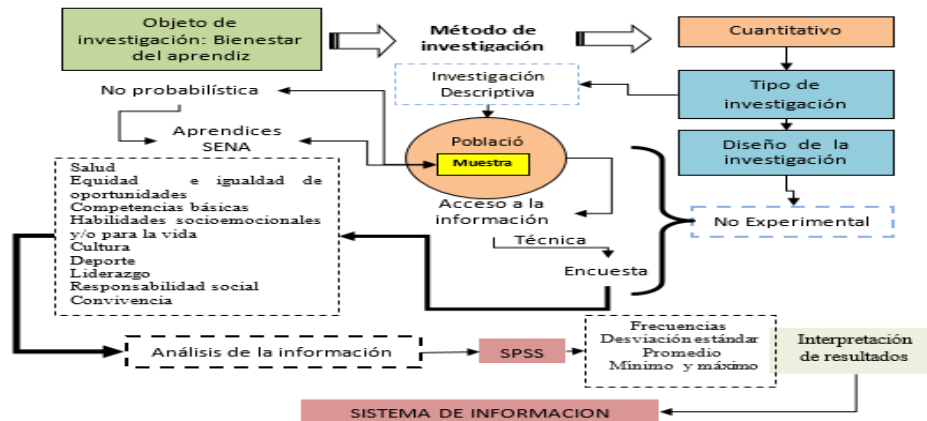 Objeto de
investigación: Bienestar
del aprendiz
Método de
investigación
Cuantitativo
Investigación
Descriptiva
Tipo de
investigación
No probabilística
Aprendices
SENA
Població
Muestra
Diseño de la
investigación
Acceso a la
información
No Experimental
Técnica
Encuesta
Salud
Equidad e igualdad de
oportunidades
Competencias básicas
Habilidades socioemocionales
y/o para la vida
Cultura
Deporte
Liderazgo
Responsabilidad social
Convivencia
Análisis de la información
SPSS
Frecuencias
Desviación estándar
Promedio
Mínimo y máximo
Interpretación
de resultados
SISTEMA DE INFORMACION